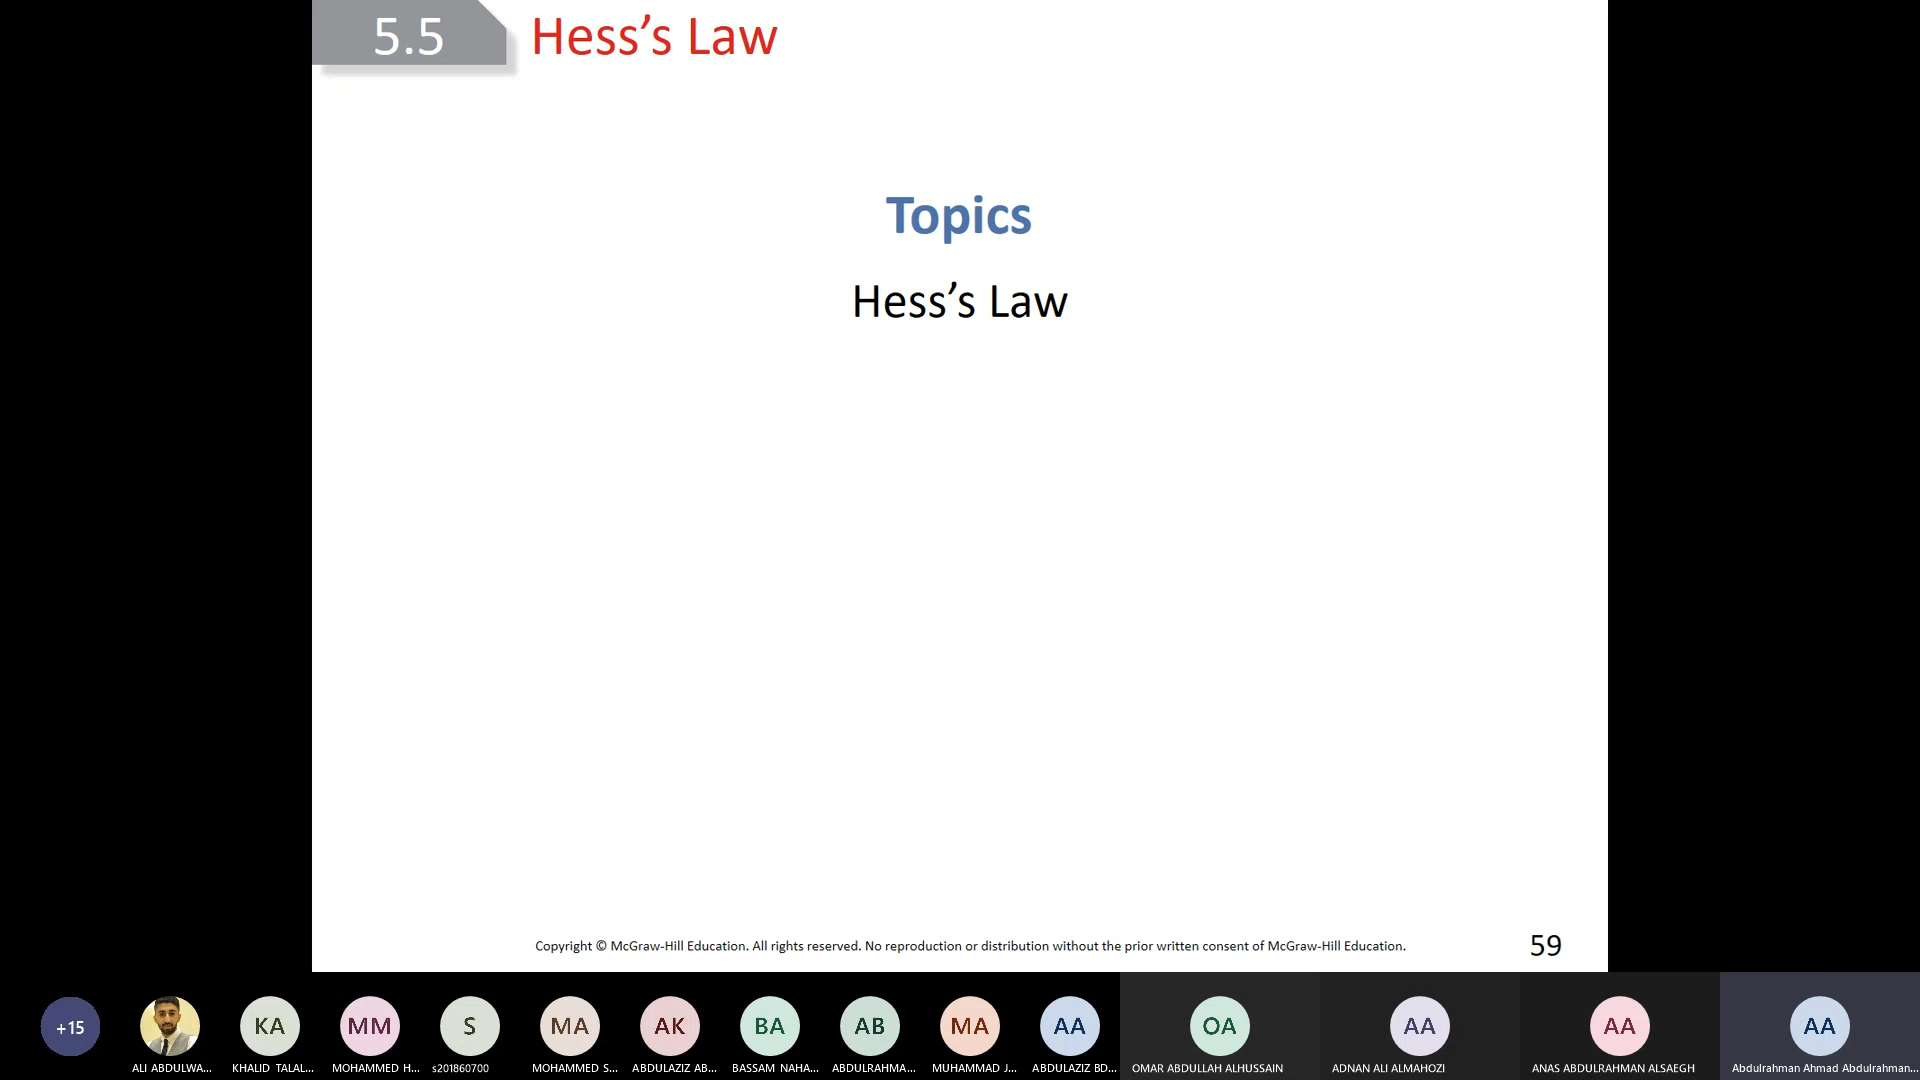 5.5 Hess’s Law
Topics
Hess’s Law
Copyright © McGraw-Hill Education. All rights reserved. No reproduction or distribution without the prior written consent of McGraw-Hill Education.
59
+15 KA MM S MA AK BA AB MA AA OA AA AA AA
ALI ABDULWA... KHALID TALAL... MOHAMMED H... s201860700 MOHAMMED S... ABDULAZIZ AB... BASSAM NAHA... ABDULRAHMA... MUHAMMAD J... ABDULAZIZ BD... OMAR ABDULLAH ALHUSSAIN ADNAN ALI ALMAHOZI ANAS ABDULRAHMAN ALSAEGH Abdulrahman Ahmad Abdulrahman...